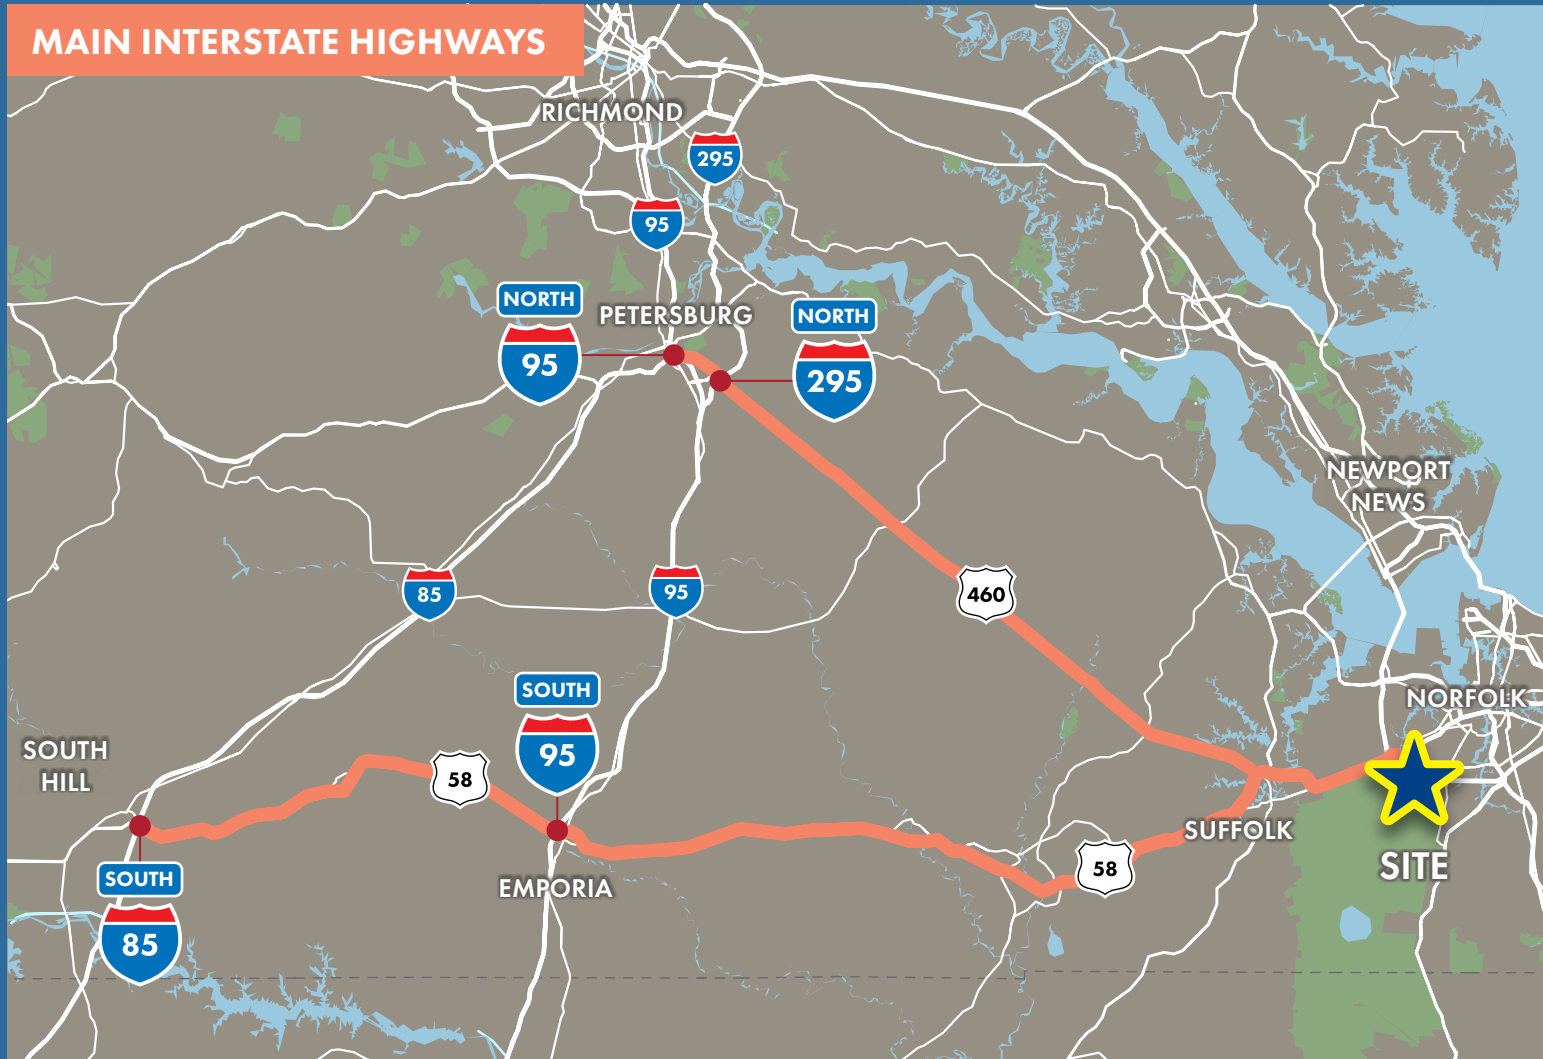 MAIN INTERSTATE HIGHWAYS
RICHMOND
295
95
NORTH
95
PETERSBURG
NORTH
295
NEWPORT
NEWS
85
95
460
SOUTH
95
NORFOLK
SOUTH
HILL
58
SUFFOLK
58
SITE
EMPORIA
SOUTH
85